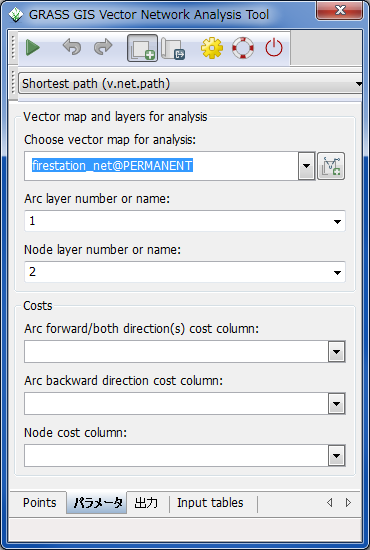 GRASS GIS Vector Network Analysis Tool
Shortest path (v.net.path)
Vector map and layers for analysis
Choose vector map for analysis:
firestation_net@PERMANENT
Arc layer number or name:
1
Node layer number or name:
2
Costs
Arc forward/both direction(s) cost column:
Arc backward direction cost column:
Node cost column:
Points パラメータ 出力 Input tables